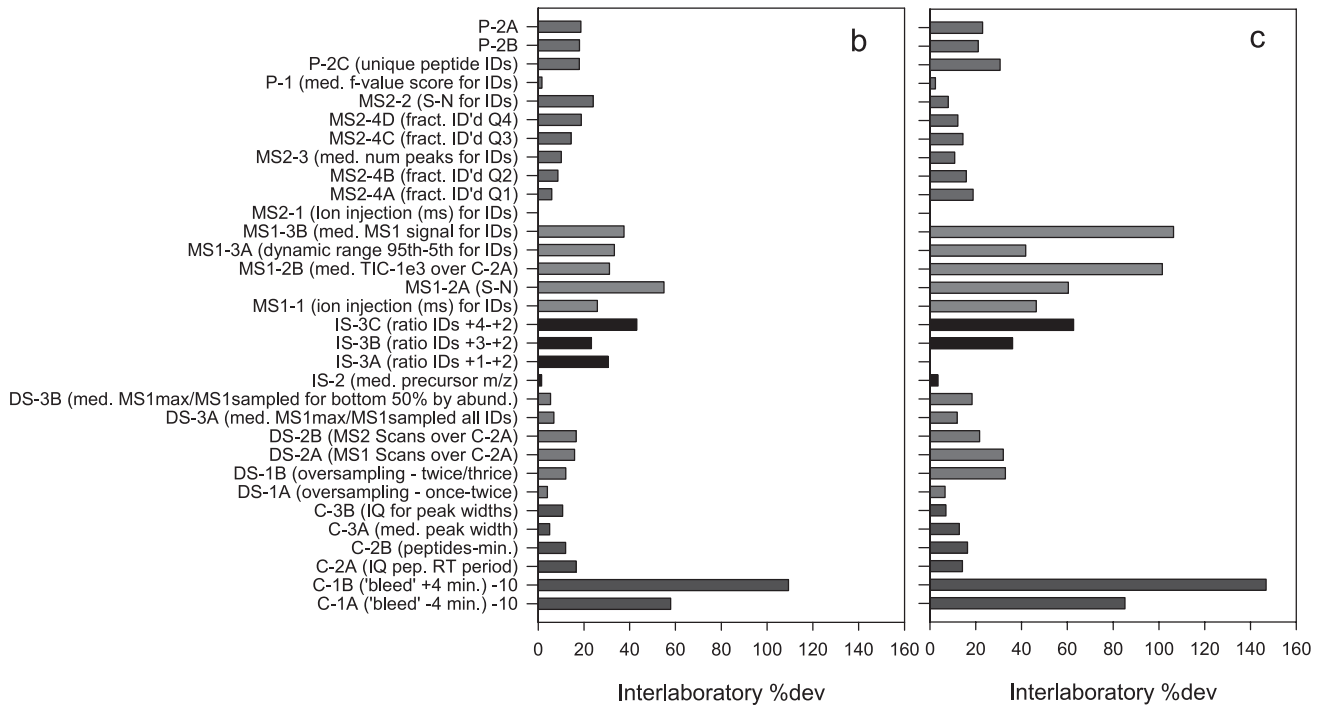 b
c
P-2A
P-2B
P-2C (unique peptide IDs)
P-1 (med. f-value score for IDs)
MS2-2 (S-N for IDs)
MS2-4D (fract. ID'd Q4)
MS2-4C (fract. ID'd Q3)
MS2-3 (med. num peaks for IDs)
MS2-4B (fract. ID'd Q2)
MS2-4A (fract. ID'd Q1)
MS2-1 (Ion injection (ms) for IDs)
MS1-3B (med. MS1 signal for IDs)
MS1-3A (dynamic range 95th-5th for IDs)
MS1-2B (med. TIC-1e3 over C-2A)
MS1-2A (S-N)
MS1-1 (ion injection (ms) for IDs)
IS-3C (ratio IDs +4-+2)
IS-3B (ratio IDs +3-+2)
IS-3A (ratio IDs +1-+2)
IS-2 (med. precursor m/z)
DS-3B (med. MS1max/MS1sampled for bottom 50% by abund.)
DS-3A (med. MS1max/MS1sampled all IDs)
DS-2B (MS2 Scans over C-2A)
DS-2A (MS1 Scans over C-2A)
DS-1B (oversampling - twice/thrice)
DS-1A (oversampling - once-twice)
C-3B (IQ for peak widths)
C-3A (med. peak width)
C-2B (peptides-min.)
C-2A (IQ pep. RT period)
C-1B ('bleed' +4 min.) -10
C-1A ('bleed' -4 min.) -10
0 20 40 60 80 100 120 140 160
0 20 40 60 80 100 120 140 160
Interlaboratory %dev
Interlaboratory %dev